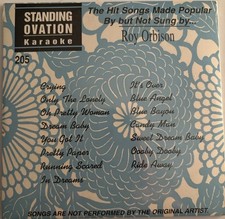 STANDING
OVATION
Karaoke
205
The Hit Songs Made Popular
By but Not Sung by...
Roy Orbison
Crying
Only The Lonely
Oh Pretty Woman
Dream Baby
You Got It
Pretty Paper
Running Scared
In Dreams
It's Over
Blue Angel
Blue Bayou
Candy Man
Sweet Dream Baby
Ooby Dooby
Ride Away
SONGS ARE NOT PERFORMED BY THE ORIGINAL ARTIST.